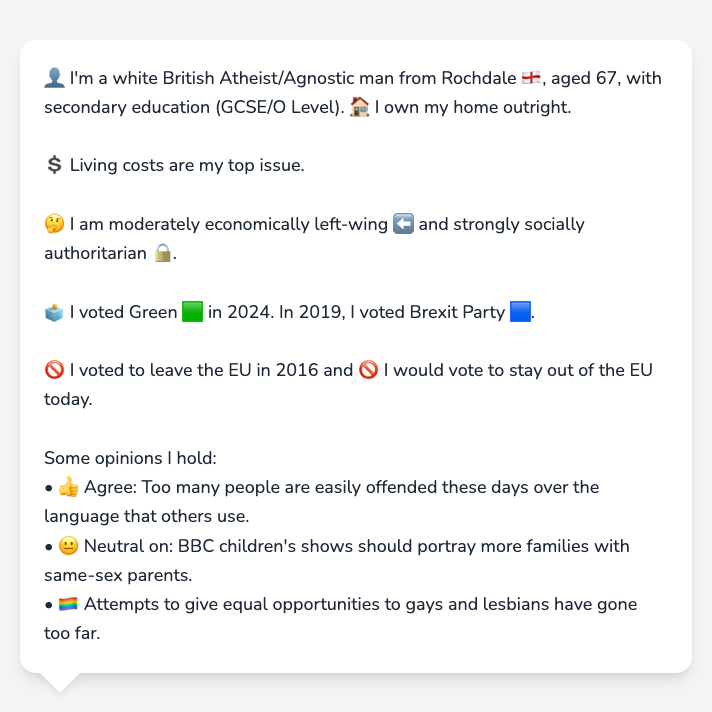 👤 I'm a white British Atheist/Agnostic man from Rochdale 🏴󠁧󠁢󠁥󠁮󠁧󠁿, aged 67, with
secondary education (GCSE/O Level). 🏠 I own my home outright.
💲 Living costs are my top issue.
🤔 I am moderately economically left-wing ⬅️ and strongly socially
authoritarian 🔒.
🗳️ I voted Green 🟩 in 2024. In 2019, I voted Brexit Party 🟦.
🚫 I voted to leave the EU in 2016 and 🚫 I would vote to stay out of the EU
today.
Some opinions I hold:
• 👍 Agree: Too many people are easily offended these days over the
language that others use.
• 😐 Neutral on: BBC children's shows should portray more families with
same-sex parents.
• 🏳️‍🌈 Attempts to give equal opportunities to gays and lesbians have gone
too far.